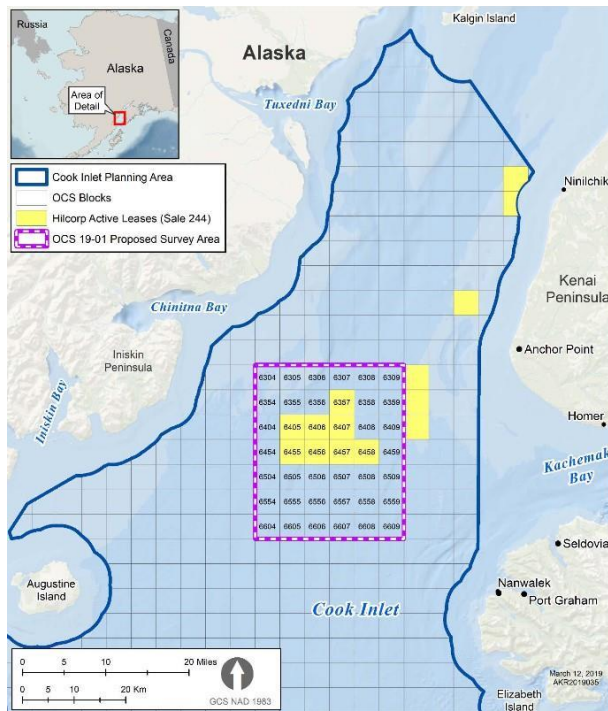 Russia
Canada
Alaska
Area of
Detail
Cook Inlet Planning Area
OCS Blocks
Hilcorp Active Leases (Sale 244)
OCS 19-01 Proposed Survey Area
Kalgin Island
Alaska
Tuxedni Bay
Ninilchik
Kenai
Peninsula
Chinitna Bay
Iniskin
Peninsula
Anchor Point
Iniskin Bay
Homer
Kachemak
Bay
6304 6305 6306 6307 6308 6309
6354 6355 6356 6357 6358 6359
6404 6405 6406 6407 6408 6409
6454 6455 6456 6457 6458 6459
6504 6505 6506 6507 6508 6509
6554 6555 6556 6557 6558 6559
6604 6605 6606 6607 6608 6609
Seldovia
Augustine
Island
Nanwalek
Port Graham
Cook Inlet
0 5 10 20 Miles
0 5 10 20 Km
GCS NAD 1983
March 12, 2019
AKR2019035
Elizabeth
Island